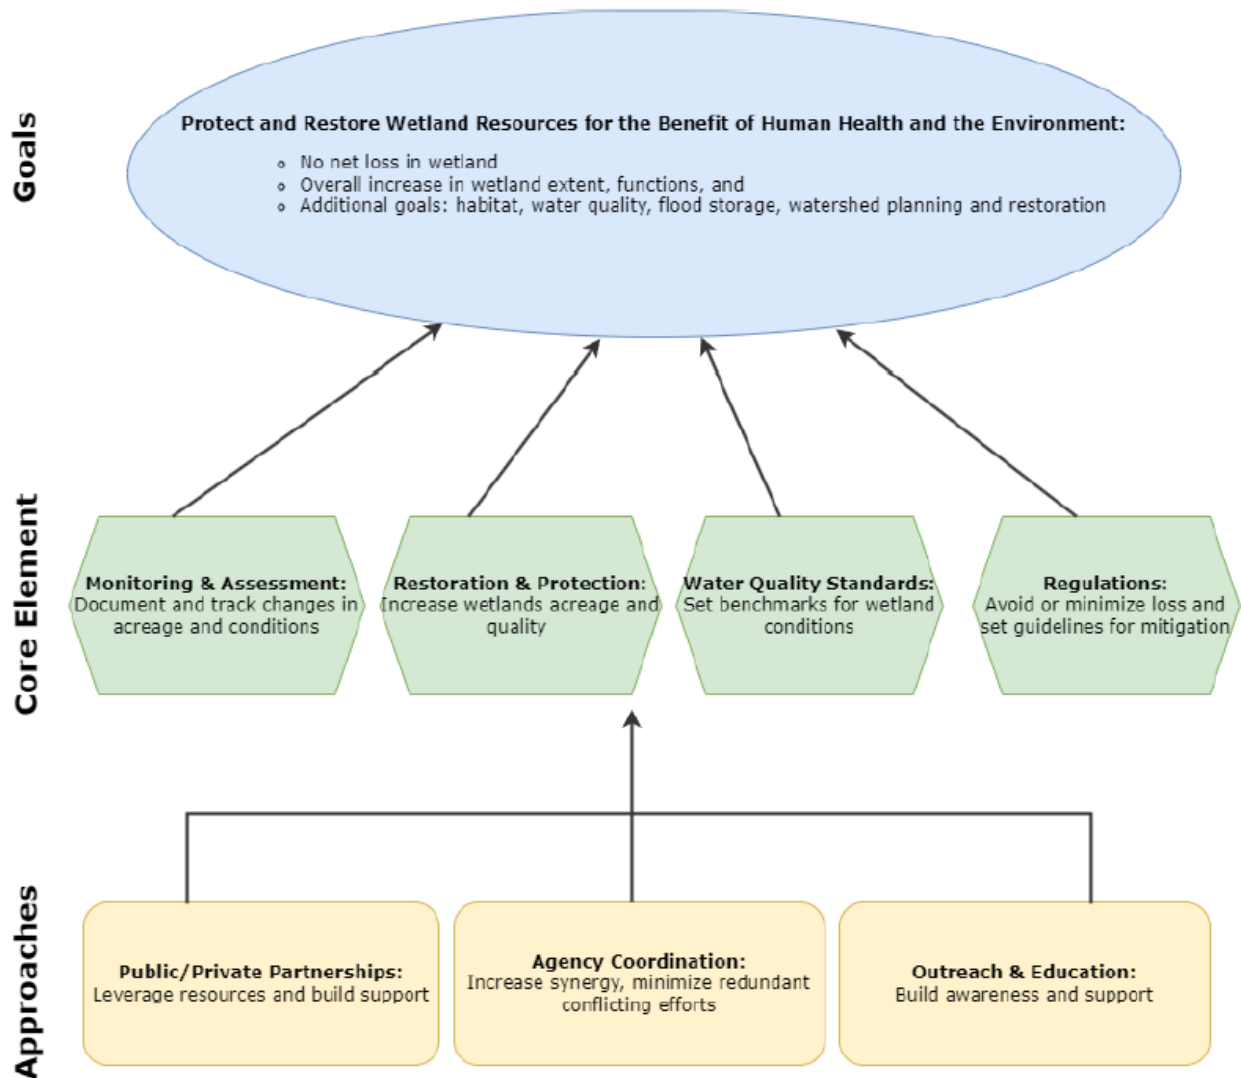 Goals
Protect and Restore Wetland Resources for the Benefit of Human Health and the Environment:
No net loss in wetland
Overall increase in wetland extent, functions, and
Additional goals: habitat, water quality, flood storage, watershed planning and restoration
Core Element
Monitoring & Assessment:
Document and track changes in
acreage and conditions
Restoration & Protection:
Increase wetlands acreage and
quality
Water Quality Standards:
Set benchmarks for wetland
conditions
Regulations:
Avoid or minimize loss and
set guidelines for mitigation
Approaches
Public/Private Partnerships:
Leverage resources and build support
Agency Coordination:
Increase synergy, minimize redundant
conflicting efforts
Outreach & Education:
Build awareness and support